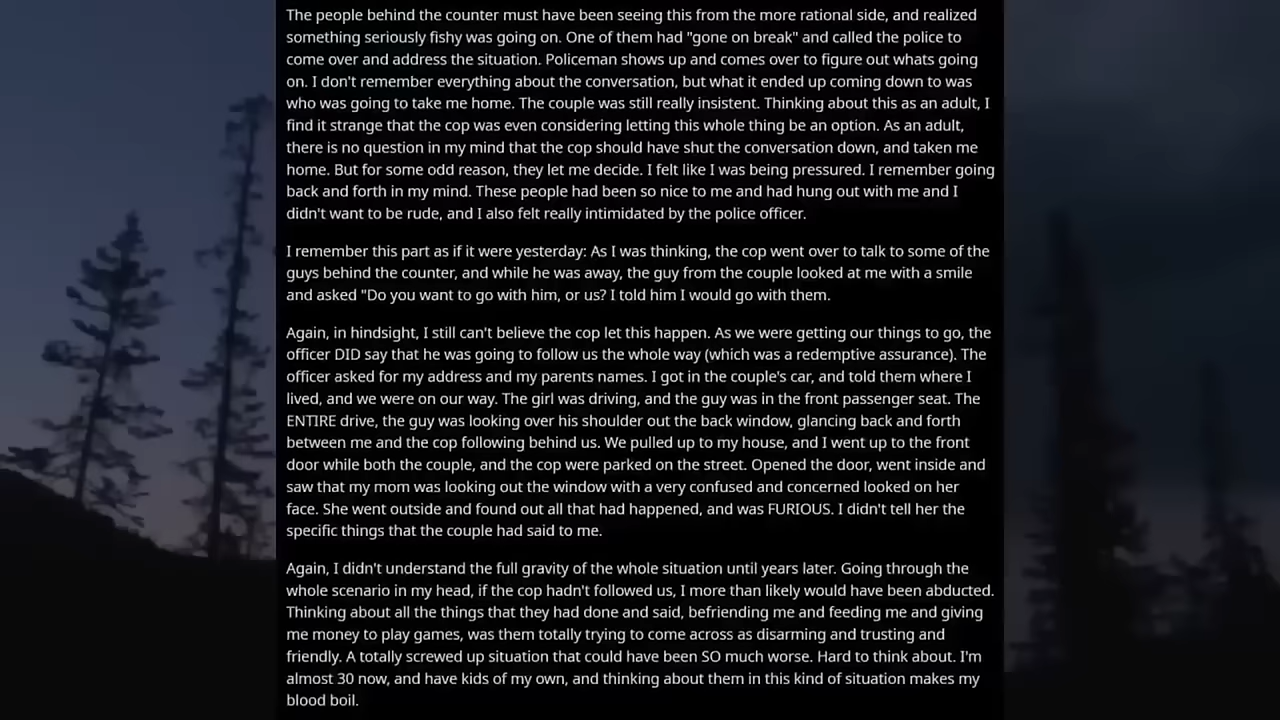 The people behind the counter must have been seeing this from the more rational side, and realized
something seriously fishy was going on. One of them had "gone on break" and called the police to
come over and address the situation. Policeman shows up and comes over to figure out whats going
on. I don't remember everything about the conversation, but what it ended up coming down to was
who was going to take me home. The couple was still really insistent. Thinking about this as an adult, I
find it strange that the cop was even considering letting this whole thing be an option. As an adult,
there is no question in my mind that the cop should have shut the conversation down, and taken me
home. But for some odd reason, they let me decide. I felt like I was being pressured. I remember going
back and forth in my mind. These people had been so nice to me and had hung out with me and I
didn't want to be rude, and I also felt really intimidated by the police officer.
I remember this part as if it were yesterday: As I was thinking, the cop went over to talk to some of the
guys behind the counter, and while he was away, the guy from the couple looked at me with a smile
and asked "Do you want to go with him, or us? I told him I would go with them.
Again, in hindsight, I still can't believe the cop let this happen. As we were getting our things to go, the
officer DID say that he was going to follow us the whole way (which was a redemptive assurance). The
officer asked for my address and my parents names. I got in the couple's car, and told them where I
lived, and we were on our way. The girl was driving, and the guy was in the front passenger seat. The
ENTIRE drive, the guy was looking over his shoulder out the back window, glancing back and forth
between me and the cop following behind us. We pulled up to my house, and I went up to the front
door while both the couple, and the cop were parked on the street. Opened the door, went inside and
saw that my mom was looking out the window with a very confused and concerned looked on her
face. She went outside and found out all that had happened, and was FURIOUS. I didn't tell her the
specific things that the couple had said to me.
Again, I didn't understand the full gravity of the whole situation until years later. Going through the
whole scenario in my head, if the cop hadn't followed us, I more than likely would have been abducted.
Thinking about all the things that they had done and said, befriending me and feeding me and giving
me money to play games, was them totally trying to come across as disarming and trusting and
friendly. A totally screwed up situation that could have been SO much worse. Hard to think about. I'm
almost 30 now, and have kids of my own, and thinking about them in this kind of situation makes my
blood boil.